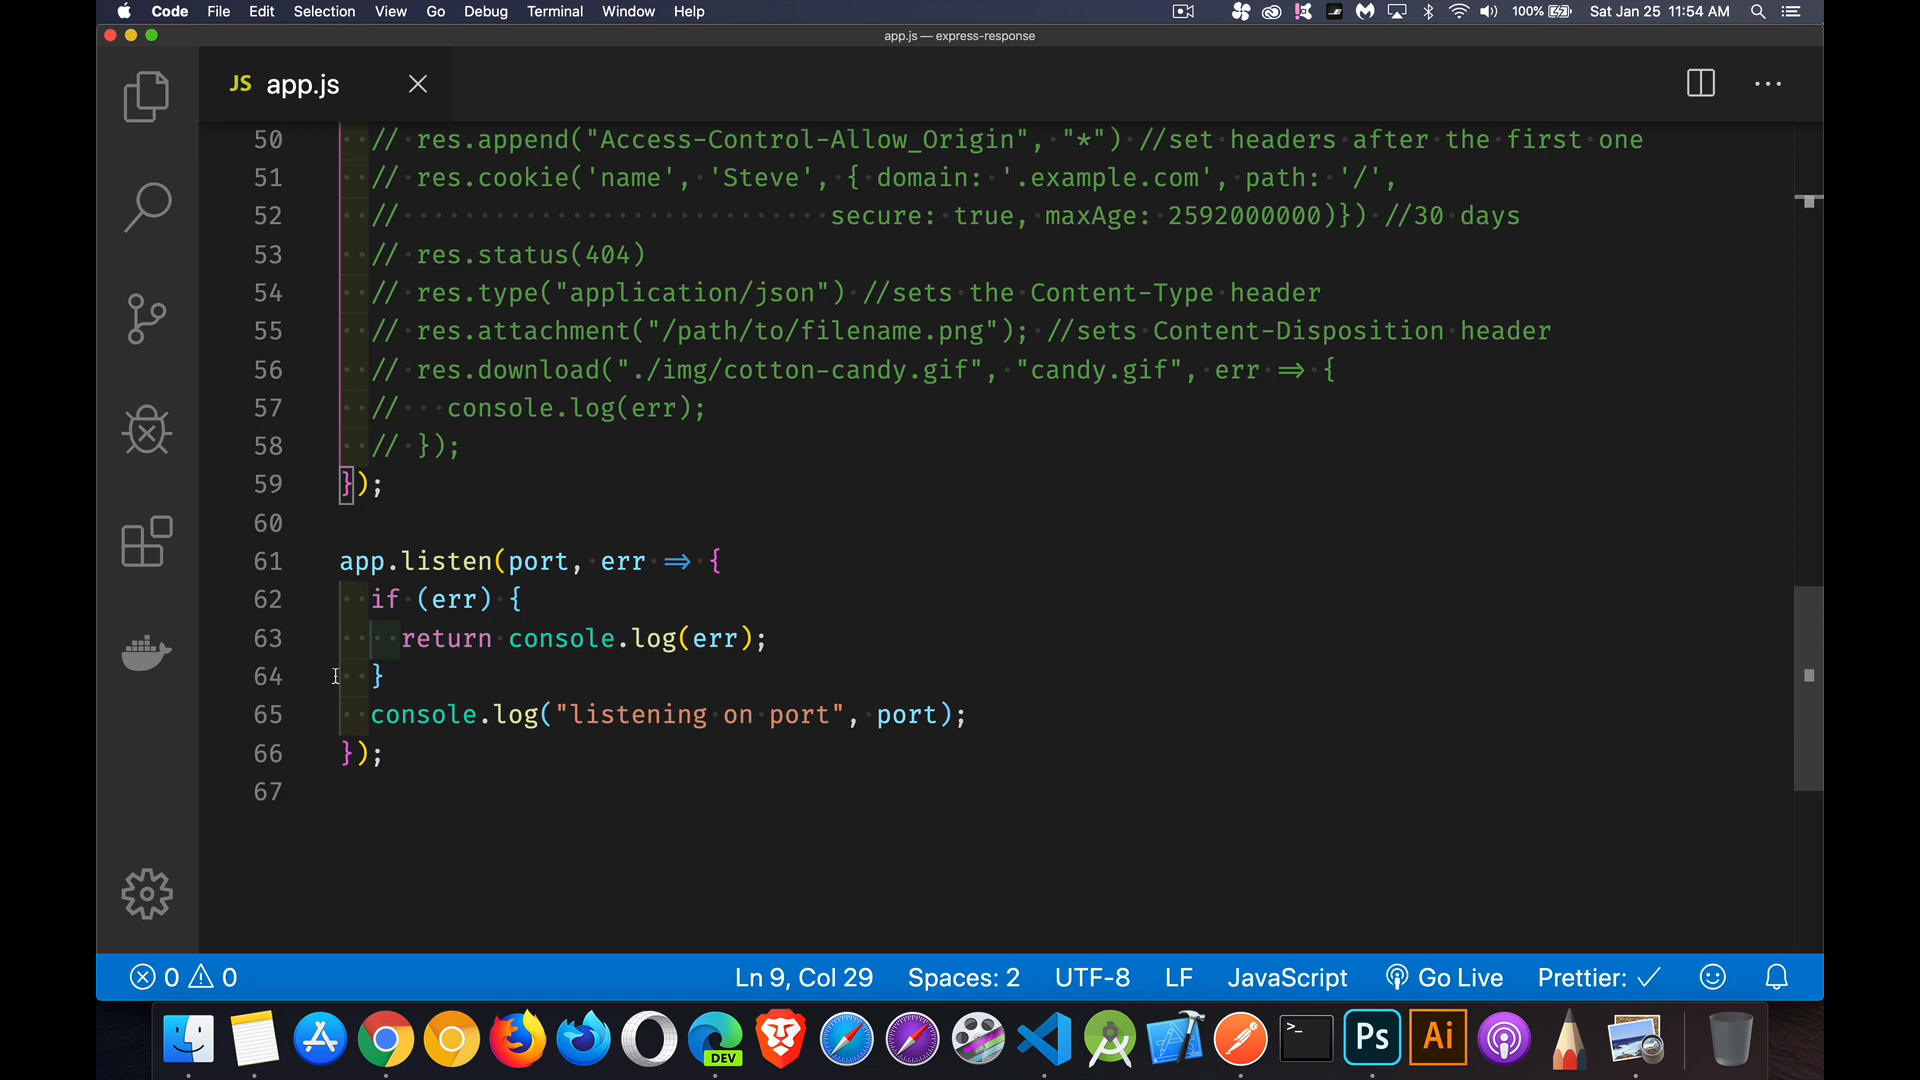 Code File Edit Selection View Go Debug Terminal Window Help 100% Sat Jan 25 11:54 AM
app.js — express-response
JS app.js
50 // res.append("Access-Control-Allow_Origin", "*") //set headers after the first one
51 // res.cookie('name', 'Steve', { domain: '.example.com', path: '/',
52 // secure: true, maxAge: 2592000000)}) //30 days
53 // res.status(404)
54 // res.type("application/json") //sets the Content-Type header
55 // res.attachment("/path/to/filename.png"); //sets Content-Disposition header
56 // res.download("./img/cotton-candy.gif", "candy.gif", err => {
57 // console.log(err);
58 // });
59 });
60
61 app.listen(port, err => {
62 if (err) {
63 return console.log(err);
64 }
65 console.log("listening on port", port);
66 });
67
0 0 Ln 9, Col 29 Spaces: 2 UTF-8 LF JavaScript Go Live Prettier: ✓
DEV >_ Ps Ai